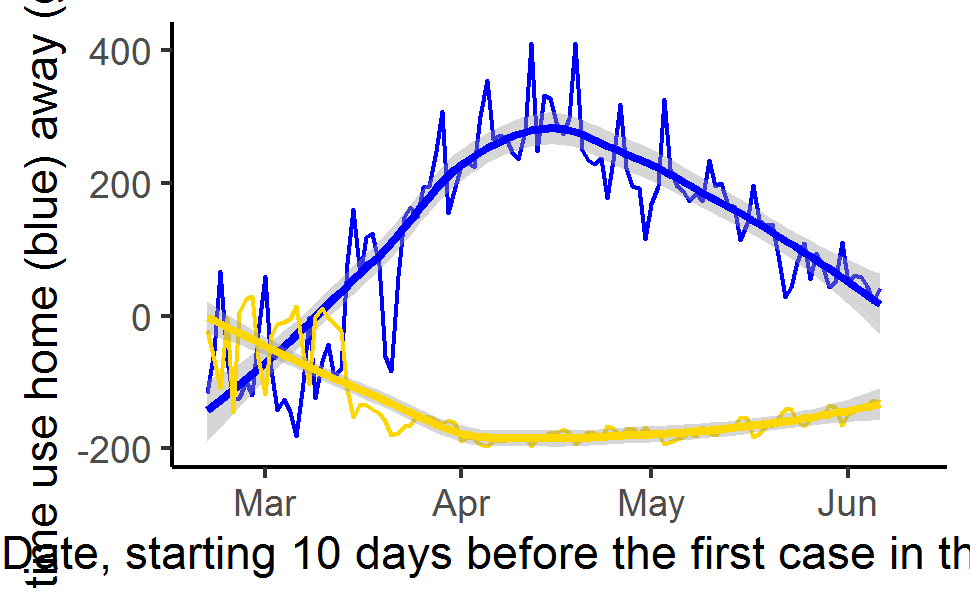 time use home (blue) away (
400
200
0
-200
Mar Apr May Jun
Date, starting 10 days before the first case in th